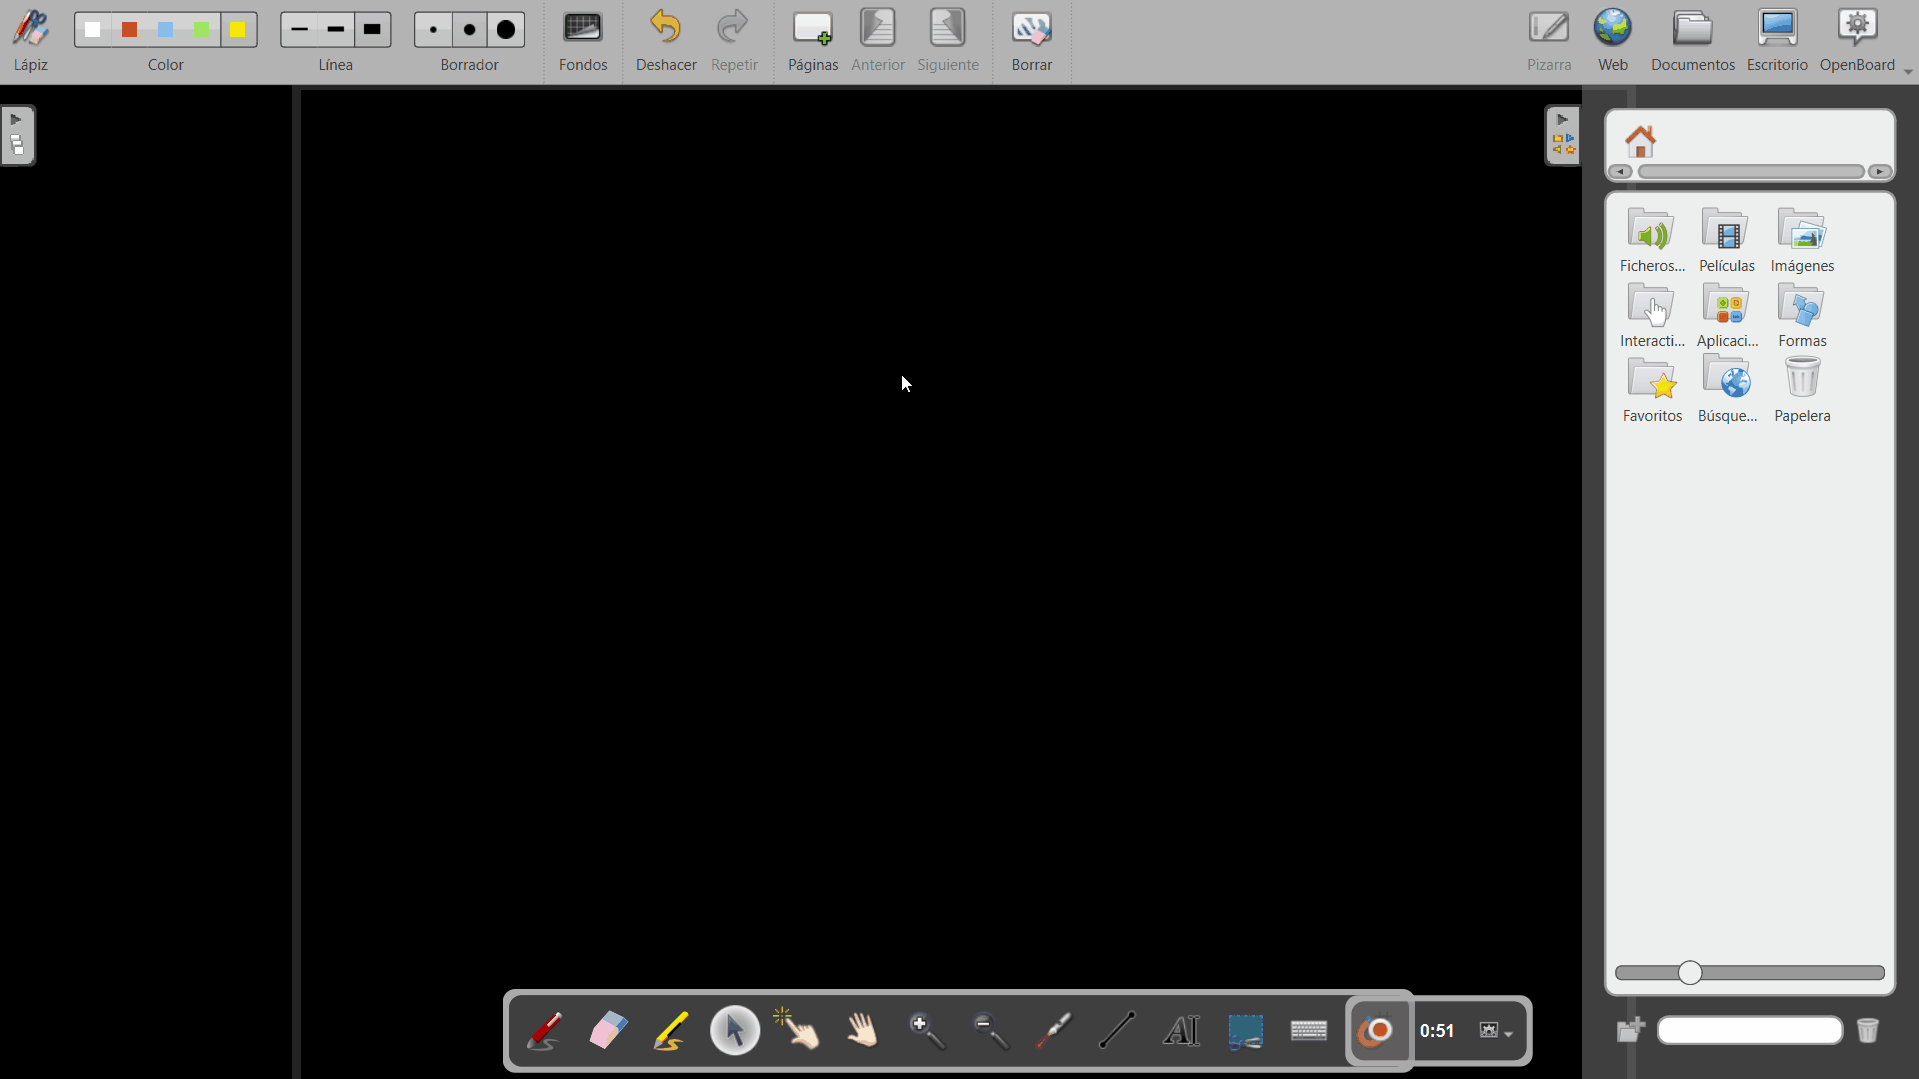 Lápiz
Color
Línea
Borrador
Fondos
Deshacer
Repetir
Páginas
Anterior
Siguiente
Borrar
Pizarra
Web
Documentos
Escritorio
OpenBoard
Ficheros...
Películas
Imágenes
Interacti...
Aplicaci...
Formas
Favoritos
Búsque...
Papelera
AI
0:51